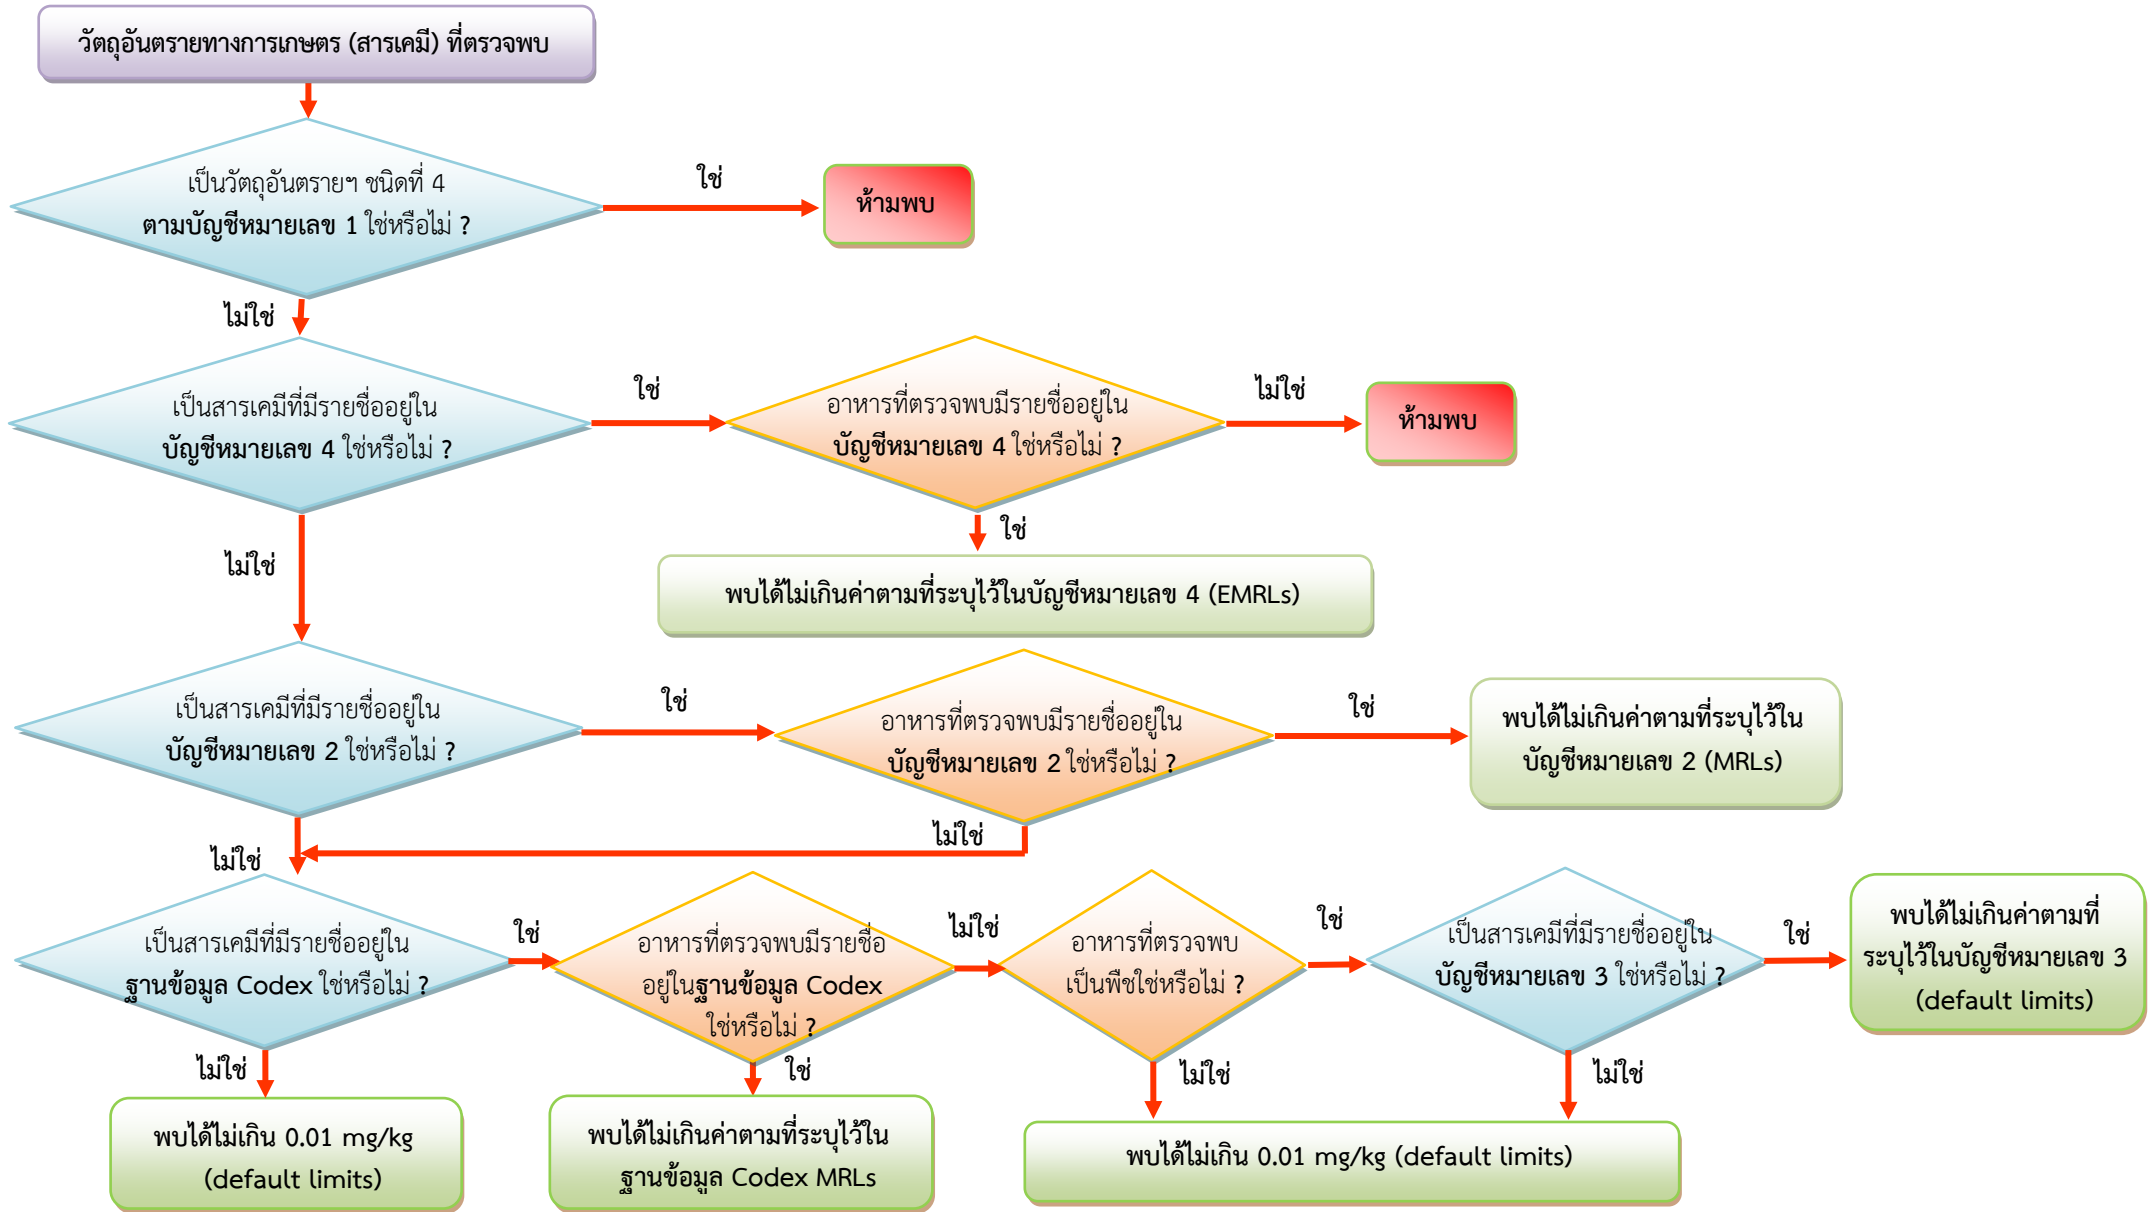 วัตถุอันตรายทางการเกษตร (สารเคมี) ที่ตรวจพบ
เป็นวัตถุอันตรายฯ ชนิดที่ 4
ตามบัญชีหมายเลข 1 ใช่หรือไม่ ?
ใช่
ห้ามพบ
ไม่ใช่
เป็นสารเคมีที่มีรายชื่ออยู่ใน
บัญชีหมายเลข 4 ใช่หรือไม่ ?
ใช่
อาหารที่ตรวจพบมีรายชื่ออยู่ใน
บัญชีหมายเลข 4 ใช่หรือไม่ ?
ไม่ใช่
ห้ามพบ
ใช่
พบได้ไม่เกินค่าตามที่ระบุไว้ในบัญชีหมายเลข 4 (EMRLs)
ไม่ใช่
เป็นสารเคมีที่มีรายชื่ออยู่ใน
บัญชีหมายเลข 2 ใช่หรือไม่ ?
ใช่
อาหารที่ตรวจพบมีรายชื่ออยู่ใน
บัญชีหมายเลข 2 ใช่หรือไม่ ?
ใช่
พบได้ไม่เกินค่าตามที่ระบุไว้ใน
บัญชีหมายเลข 2 (MRLs)
ไม่ใช่
ไม่ใช่
เป็นสารเคมีที่มีรายชื่ออยู่ใน
ฐานข้อมูล Codex ใช่หรือไม่ ?
ใช่
อาหารที่ตรวจพบมีรายชื่อ
อยู่ในฐานข้อมูล Codex
ใช่หรือไม่ ?
ไม่ใช่
อาหารที่ตรวจพบ
เป็นพืชใช่หรือไม่ ?
ใช่
เป็นสารเคมีที่มีรายชื่ออยู่ใน
บัญชีหมายเลข 3 ใช่หรือไม่ ?
ใช่
พบได้ไม่เกินค่าตามที่
ระบุไว้ในบัญชีหมายเลข 3
(default limits)
ไม่ใช่
ใช่
ไม่ใช่
ไม่ใช่
พบได้ไม่เกิน 0.01 mg/kg
(default limits)
พบได้ไม่เกินค่าตามที่ระบุไว้ใน
ฐานข้อมูล Codex MRLs
พบได้ไม่เกิน 0.01 mg/kg (default limits)